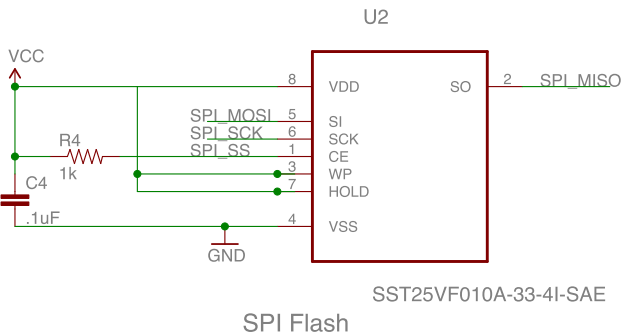 U2
VCC
8 VDD SO 2 SPI_MISO
SPI_MOSI 5 SI
SPI_SCK 6 SCK
R4 SPI_SS 1 CE
1k 3 WP
C4 7 HOLD
.1uF 4 VSS
GND
SST25VF010A-33-4I-SAE
SPI Flash